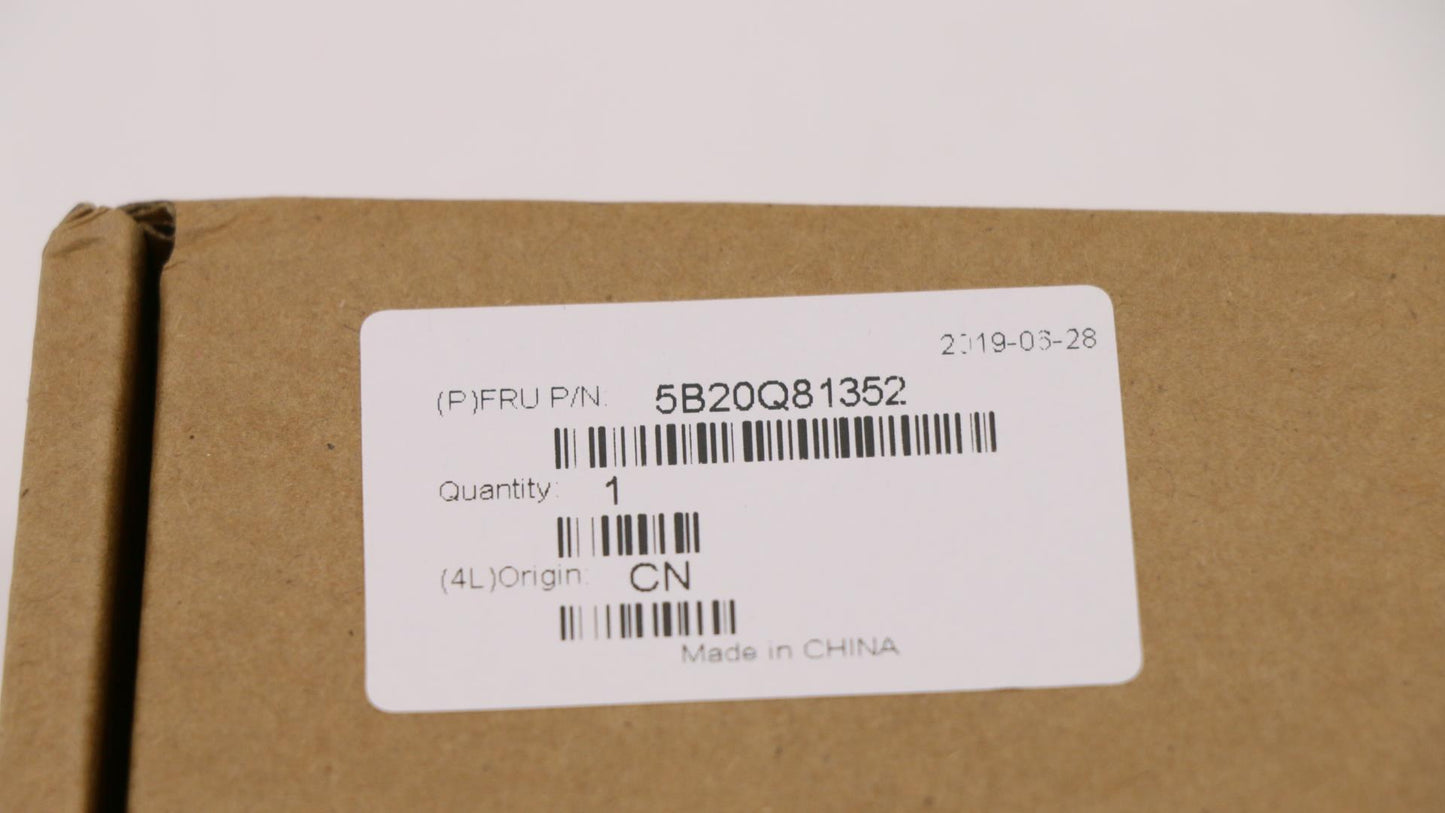 2019-06-28
(P)FRU P/N: 5B20Q81352
Quantity: 1
(4L)Origin: CN
Made in CHINA